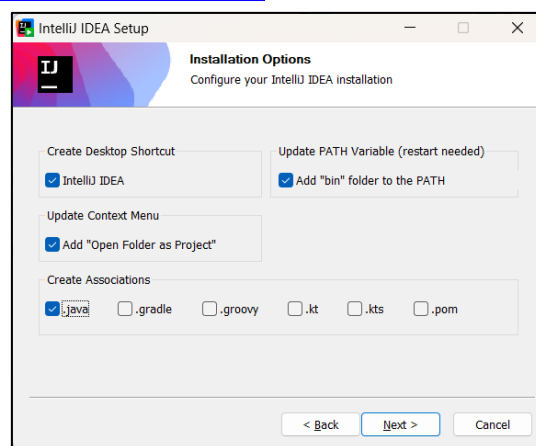 IntelliJ IDEA Setup
IJ
Installation Options
Configure your IntelliJ IDEA installation
Create Desktop Shortcut
IntelliJ IDEA
Update PATH Variable (restart needed)
Add "bin" folder to the PATH
Update Context Menu
Add "Open Folder as Project"
Create Associations
.java .gradle .groovy .kt .kts .pom
< Back Next > Cancel